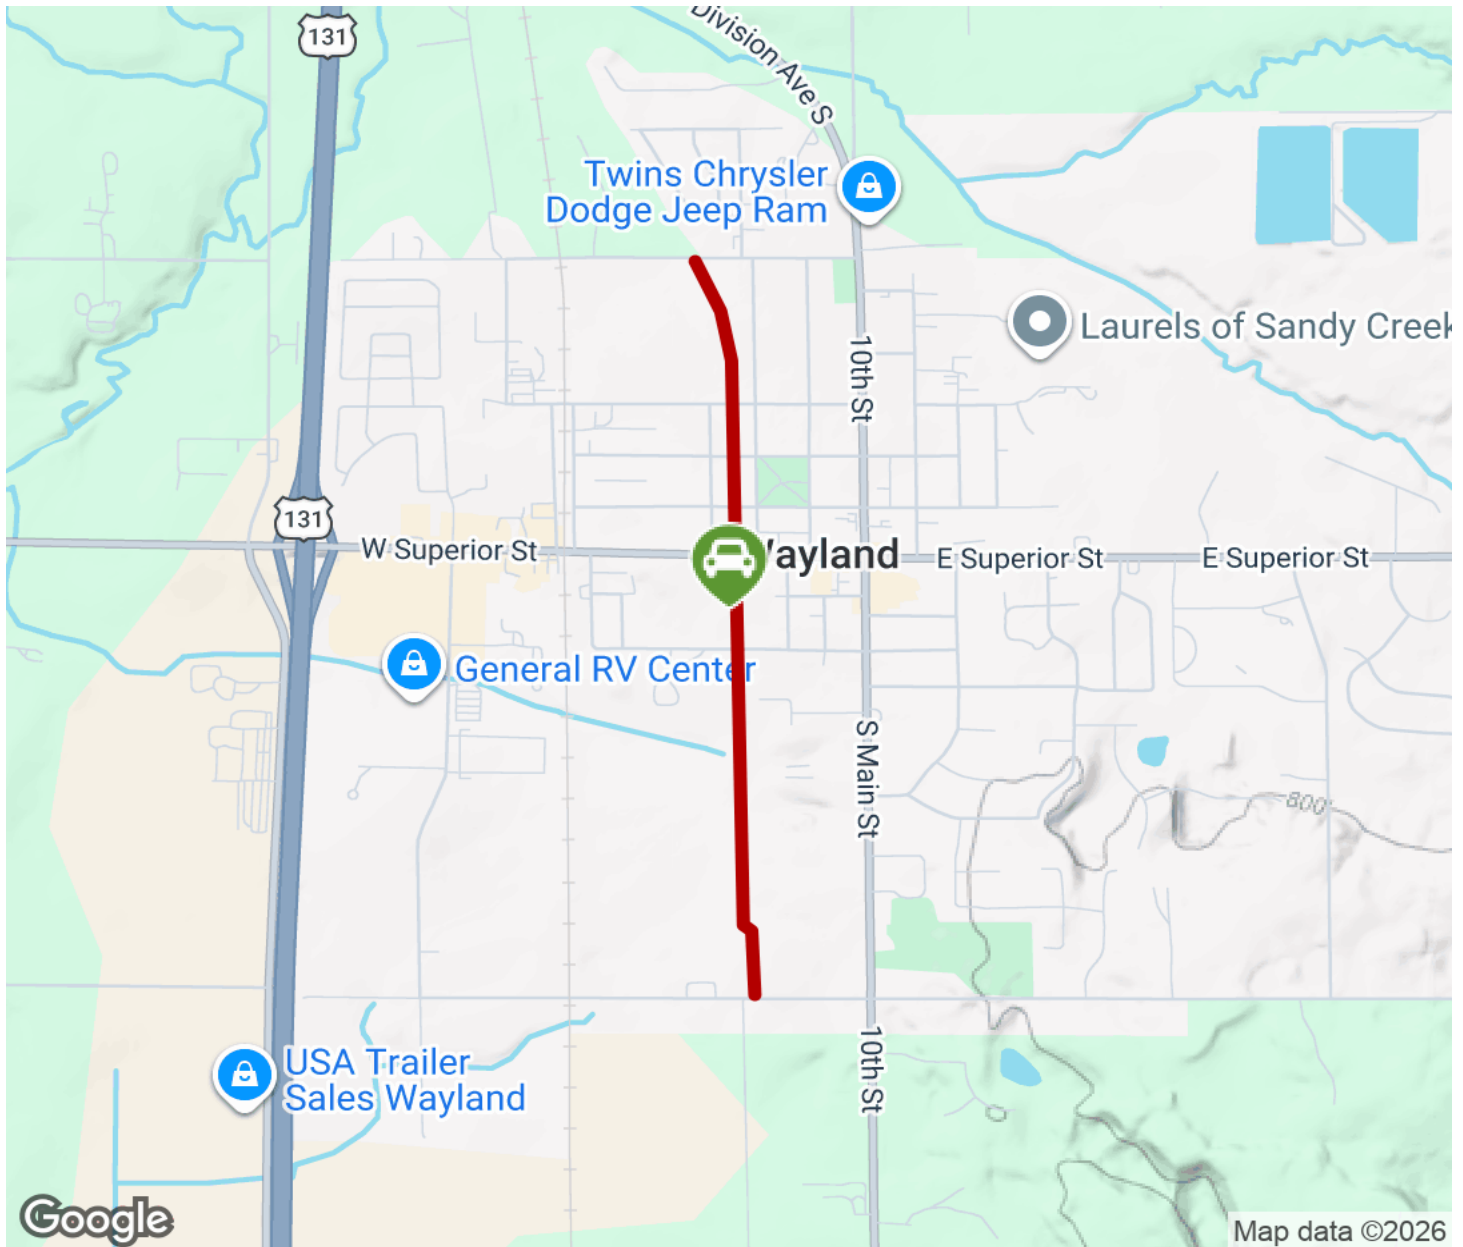 131
Division Ave S
Twins Chrysler
Dodge Jeep Ram
Laurels of Sandy Creek
10th St
131
W Superior St
ayland
E Superior St
E Superior St
General RV Center
S Main St
800'
10th St
USA Trailer
Sales Wayland
Google
Map data ©2026